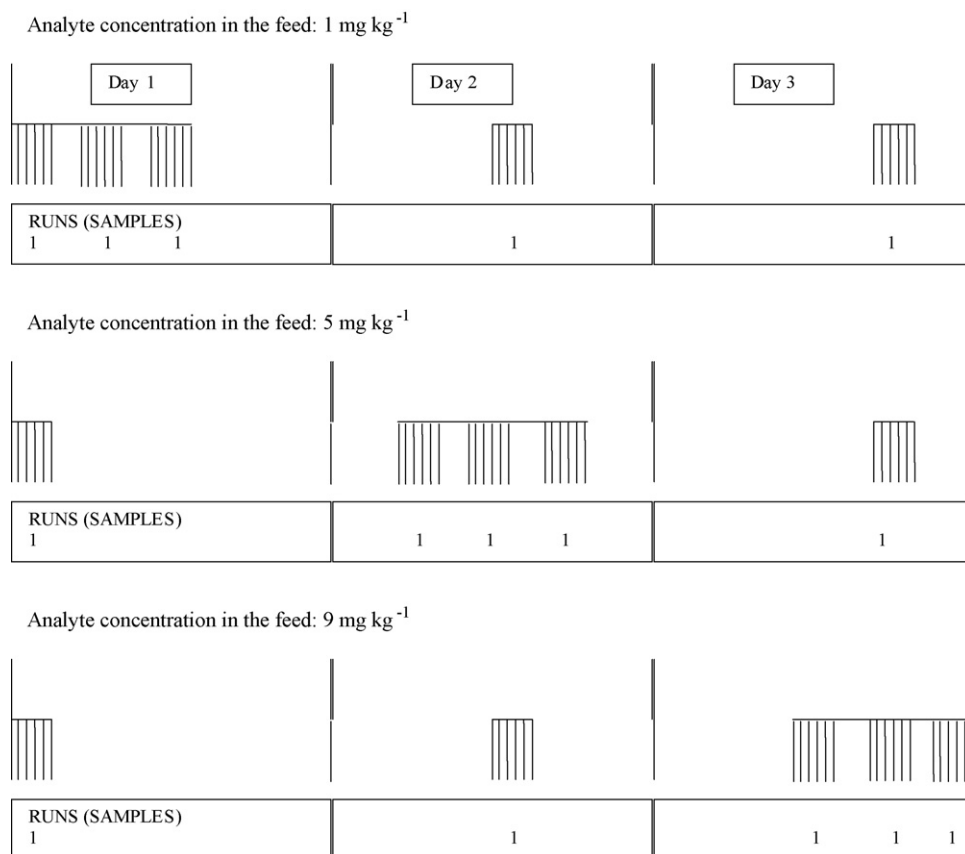 Analyte concentration in the feed: 1 mg kg⁻¹
Day 1 Day 2 Day 3
RUNS (SAMPLES)
1 1 1 1 1
Analyte concentration in the feed: 5 mg kg⁻¹
RUNS (SAMPLES)
1 1 1 1 1
Analyte concentration in the feed: 9 mg kg⁻¹
RUNS (SAMPLES)
1 1 1 1 1